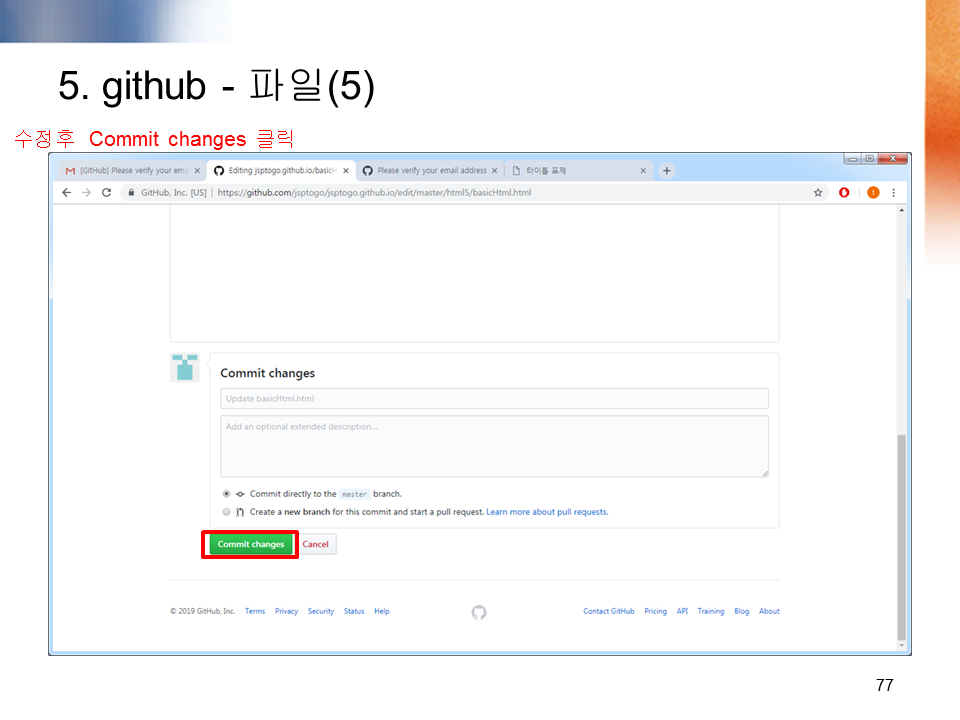 5. github - 파일(5)
수정후 Commit changes 클릭
[GitHub] Please verify your ema
Editing jsptogo.github.io/basicH
Please verify your email address
타이틀 표제
GitHub, Inc. [US] | https://github.com/jsptogo/jsptogo.github.io/edit/master/html5/basicHtml.html
Commit changes
Update basicHtml.html
Add an optional extended description...
Commit directly to the master branch.
Create a new branch for this commit and start a pull request. Learn more about pull requests.
Commit changes Cancel
© 2019 GitHub, Inc. Terms Privacy Security Status Help Contact GitHub Pricing API Training Blog About
77